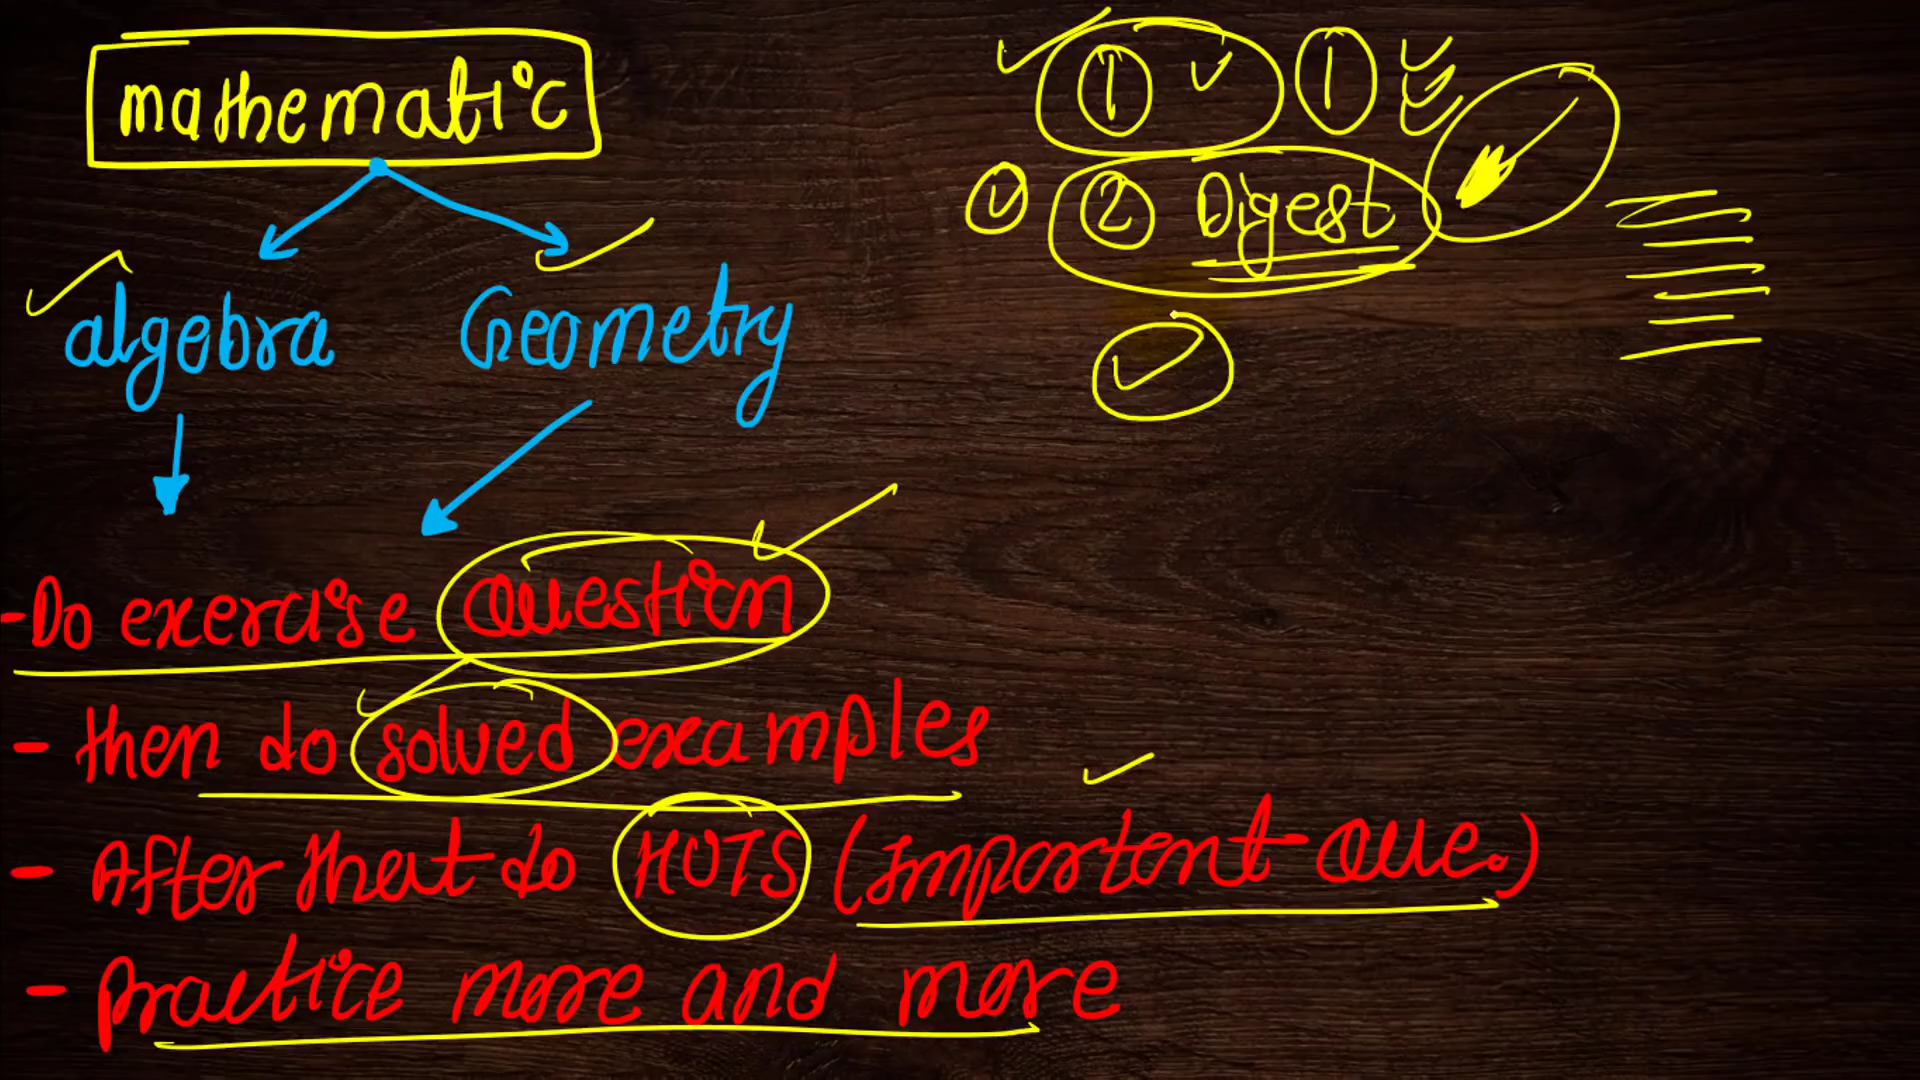 mathematic
① ①
② Digest
algebra Geometry
-Do exercise question
- then do solved examples
- After that do HOTS (Important Que.)
- practice more and more